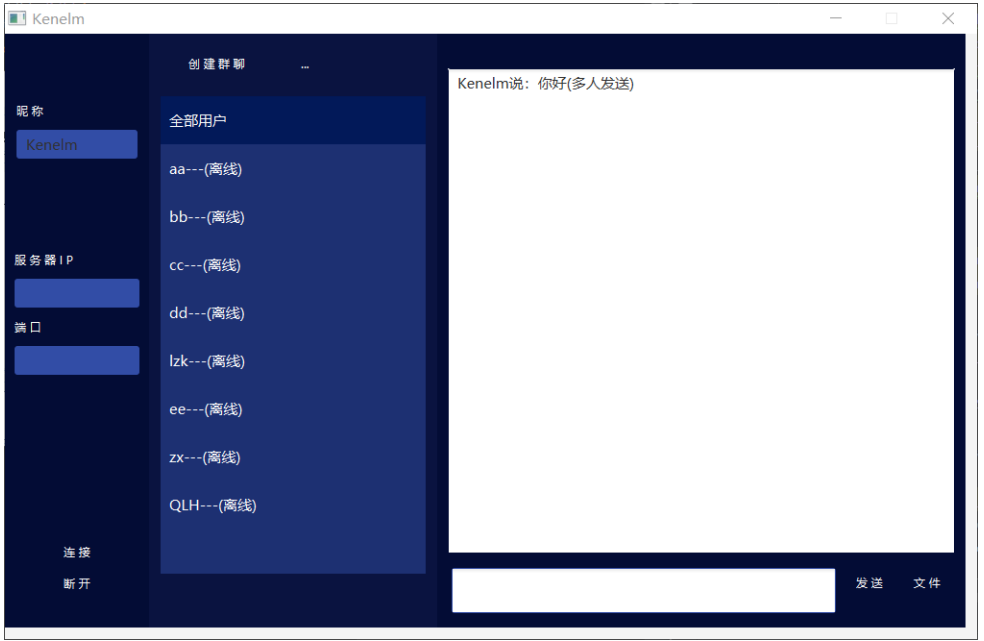 Kenelm
昵称
Kenelm
服务器IP
端口
连接
断开
创建群聊 ...
全部用户
aa---(离线)
bb---(离线)
cc---(离线)
dd---(离线)
lzk---(离线)
ee---(离线)
zx---(离线)
QLH---(离线)
Kenelm说：你好(多人发送)
发送 文件